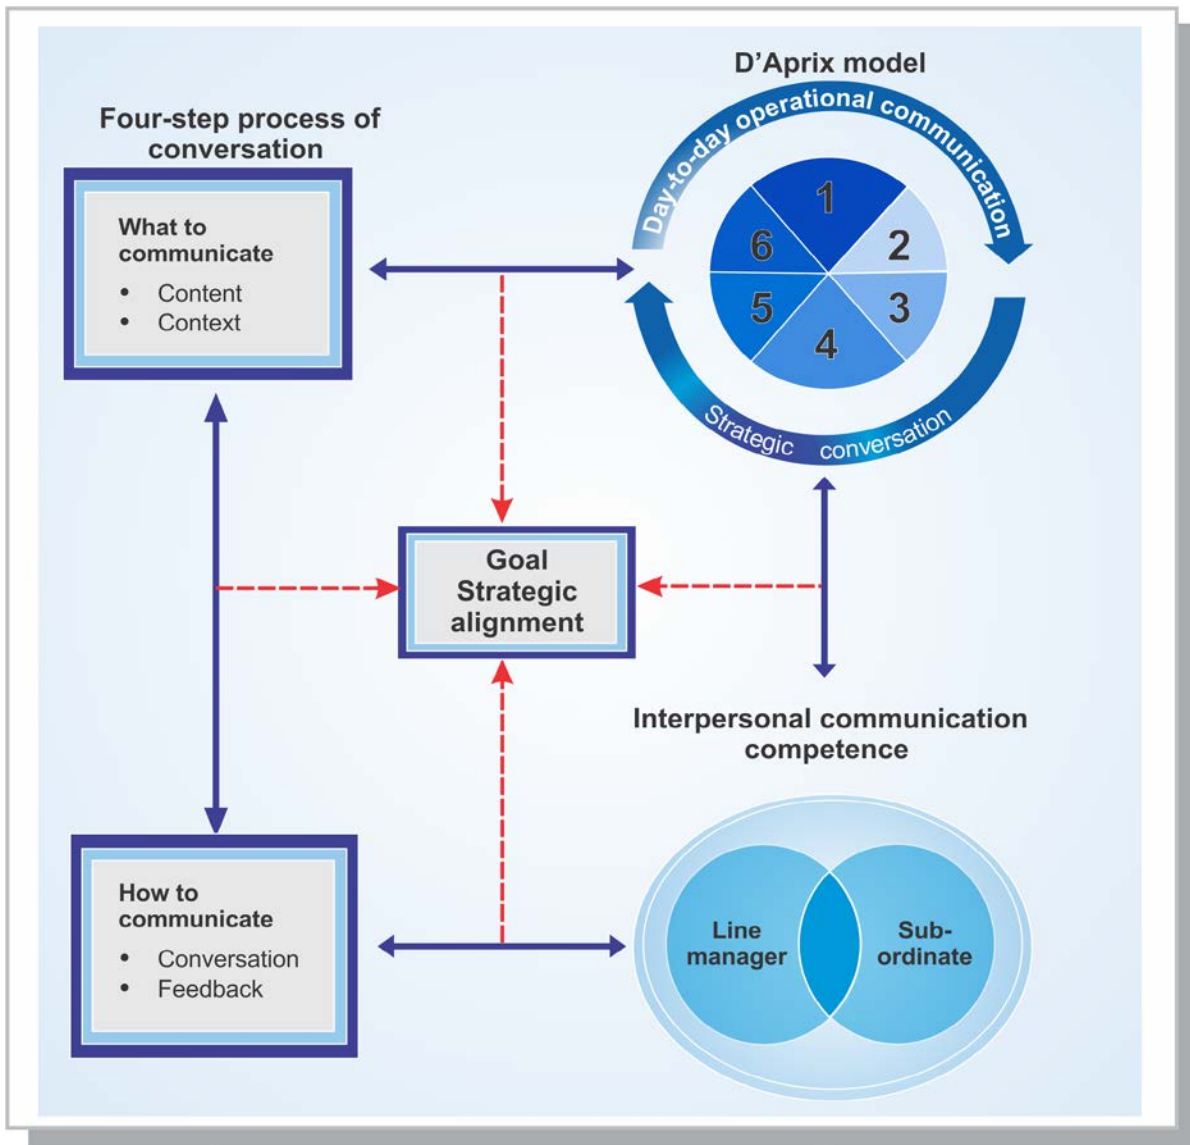 Four-step process of
conversation
What to
communicate
• Content
• Context
D'Aprix model
Day-to-day operational communication
1
2
3
4
5
6
Strategic conversation
Goal
Strategic
alignment
How to
communicate
• Conversation
• Feedback
Interpersonal communication
competence
Line
manager
Sub-
ordinate